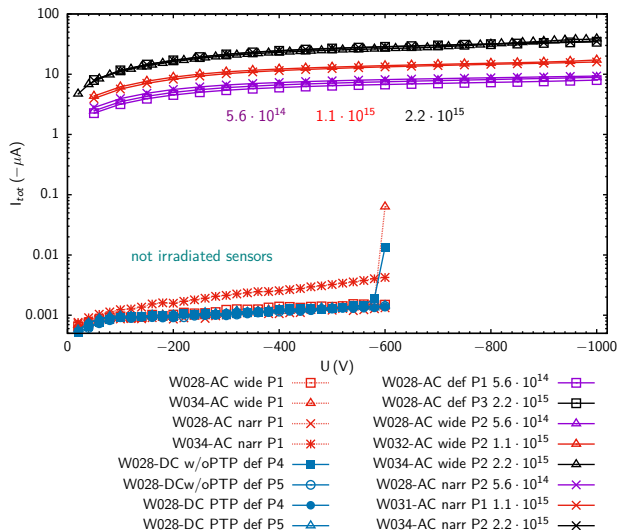 100
10
1
0.1
0.01
0.001
I_tot (−μA)
5.6 · 10^14 1.1 · 10^15 2.2 · 10^15
not irradiated sensors
0 −200 −400 −600 −800 −1000
U (V)
W028-AC wide P1
W034-AC wide P1
W028-AC narr P1
W034-AC narr P1
W028-DC w/oPTP def P4
W028-DCw/oPTP def P5
W028-DC PTP def P4
W028-DC PTP def P5
W028-AC def P1 5.6 · 10^14
W028-AC def P3 2.2 · 10^15
W028-AC wide P2 5.6 · 10^14
W032-AC wide P2 1.1 · 10^15
W034-AC wide P2 2.2 · 10^15
W028-AC narr P2 5.6 · 10^14
W031-AC narr P1 1.1 · 10^15
W034-AC narr P2 2.2 · 10^15